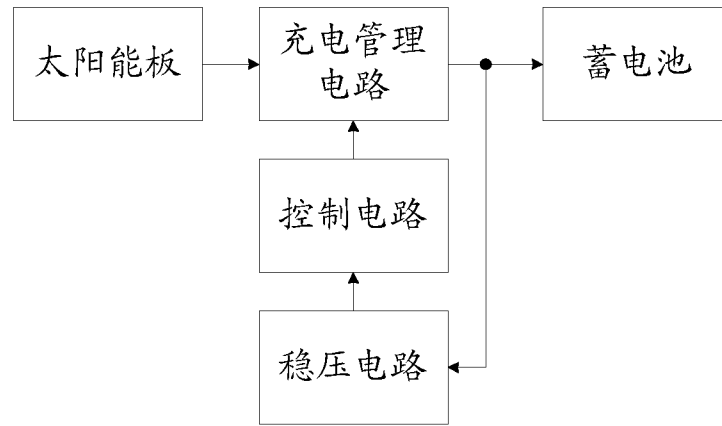 太阳能板
充电管理
电路
蓄电池
控制电路
稳压电路